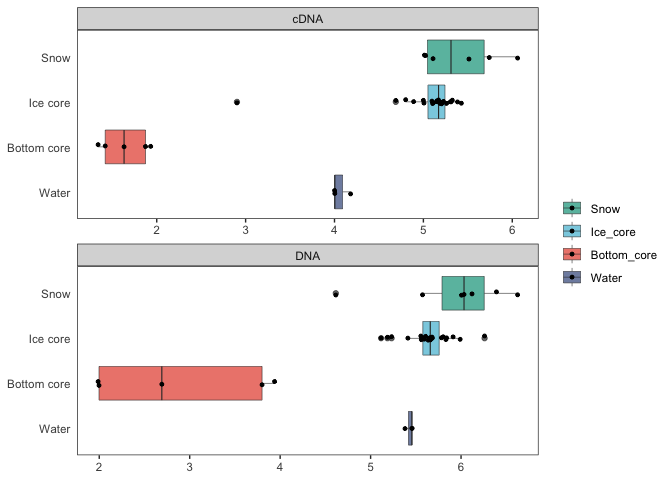 cDNA
Snow
Ice core
Bottom core
Water
2 3 4 5 6
DNA
Snow
Ice core
Bottom core
Water
2 3 4 5 6
Snow
Ice_core
Bottom_core
Water